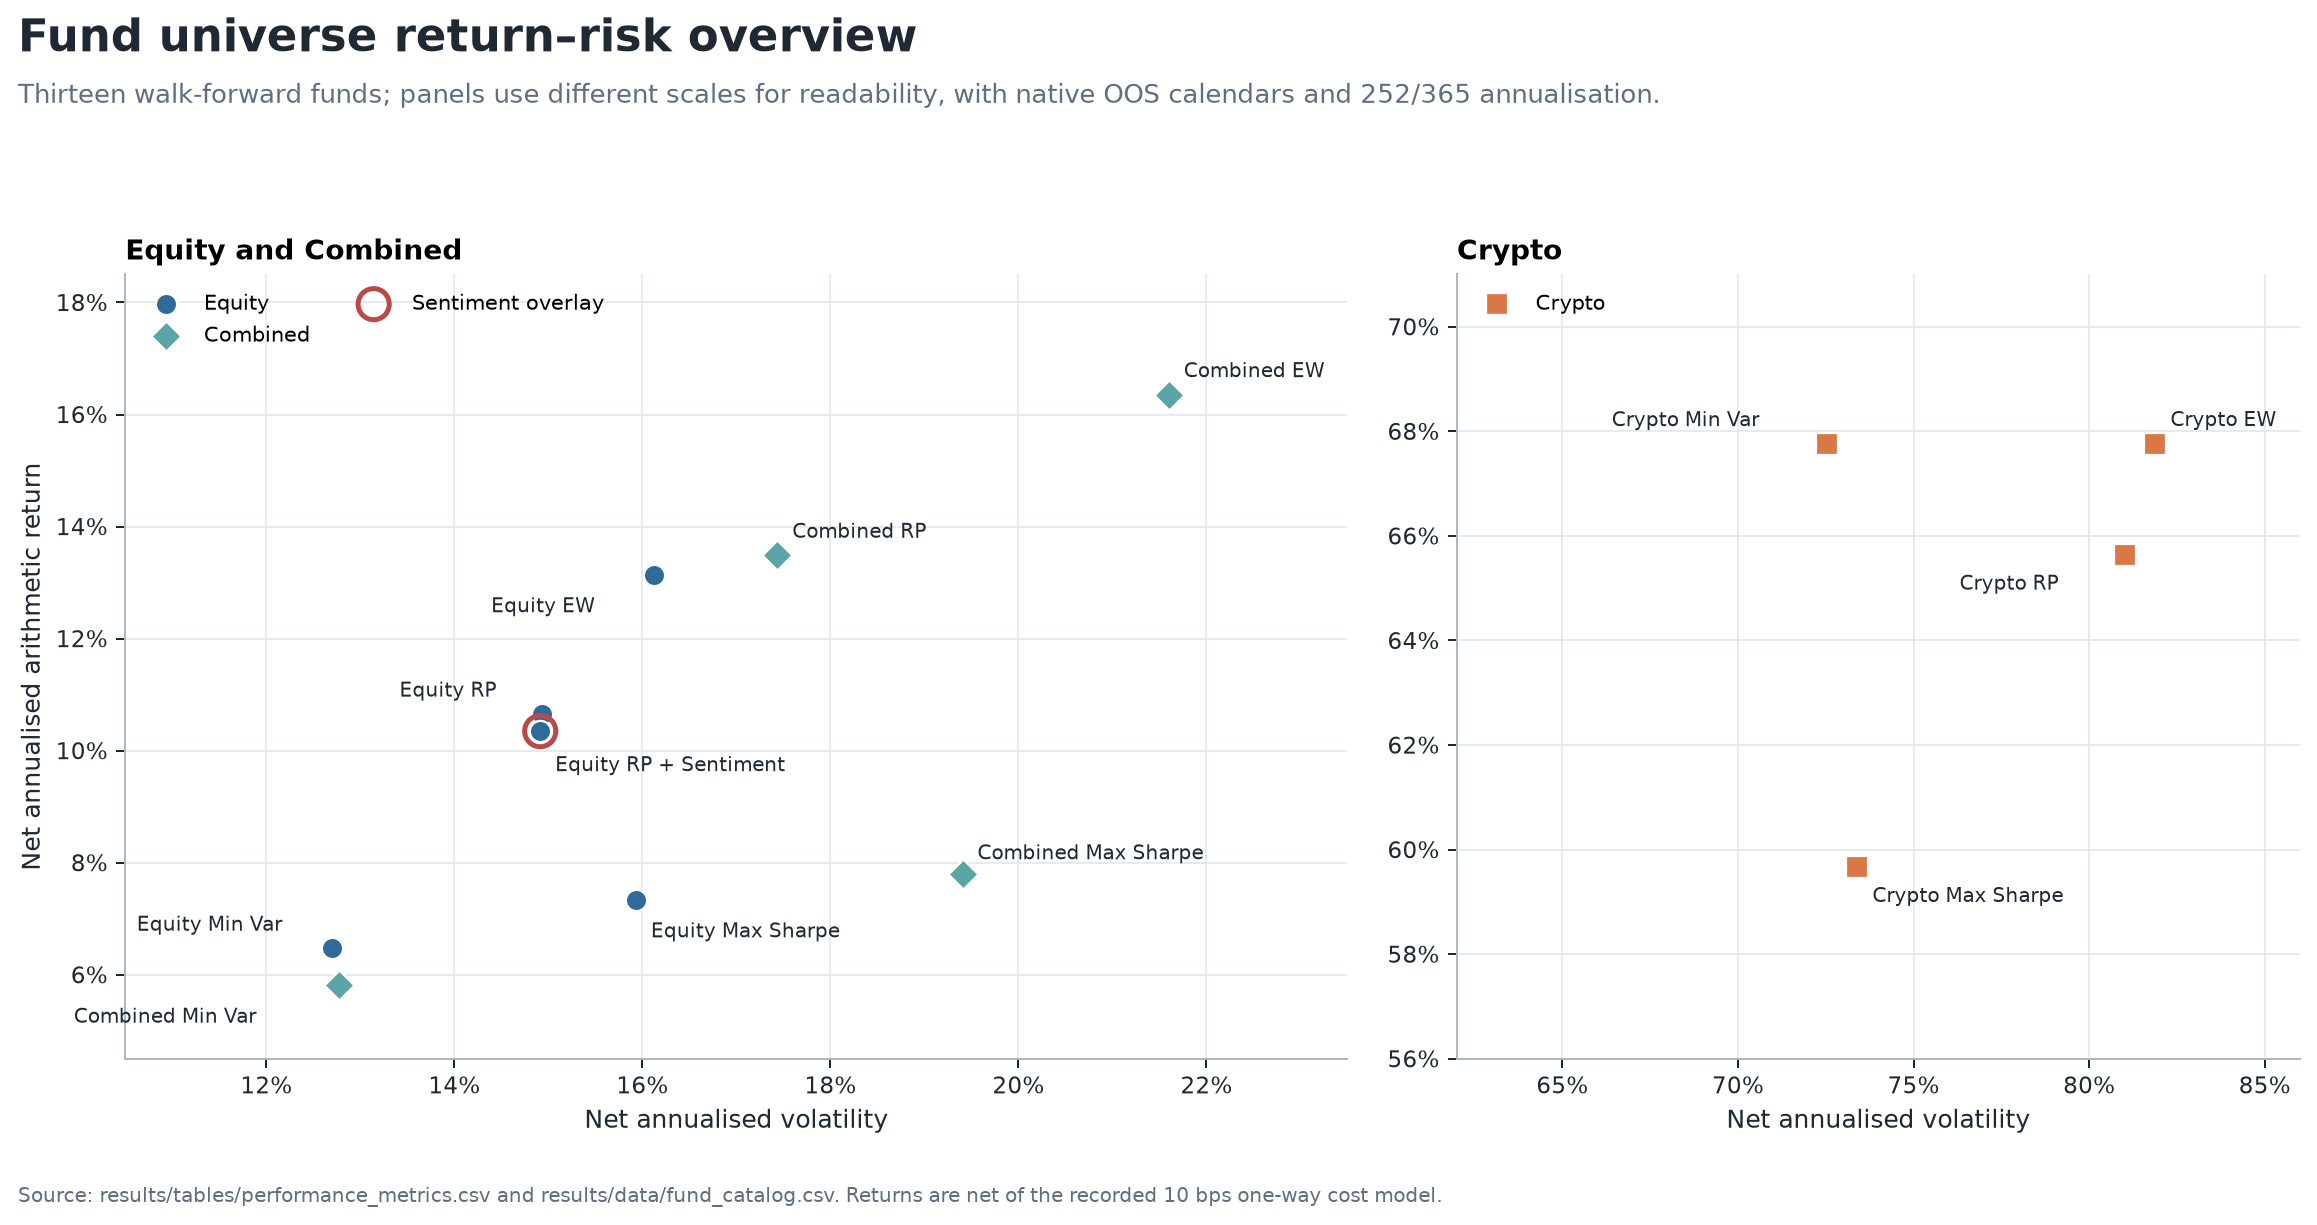 Fund universe return–risk overview
Thirteen walk-forward funds; panels use different scales for readability, with native OOS calendars and 252/365 annualisation.
Equity and Combined
Equity
Sentiment overlay
Combined
18%
16%
14%
12%
10%
8%
6%
Net annualised arithmetic return
Combined EW
Combined RP
Equity EW
Equity RP
Equity RP + Sentiment
Combined Max Sharpe
Equity Min Var
Equity Max Sharpe
Combined Min Var
12%
14%
16%
18%
20%
22%
Net annualised volatility
Crypto
Crypto
70%
68%
66%
64%
62%
60%
58%
56%
Crypto Min Var
Crypto EW
Crypto RP
Crypto Max Sharpe
65%
70%
75%
80%
85%
Net annualised volatility
Source: results/tables/performance_metrics.csv and results/data/fund_catalog.csv. Returns are net of the recorded 10 bps one-way cost model.